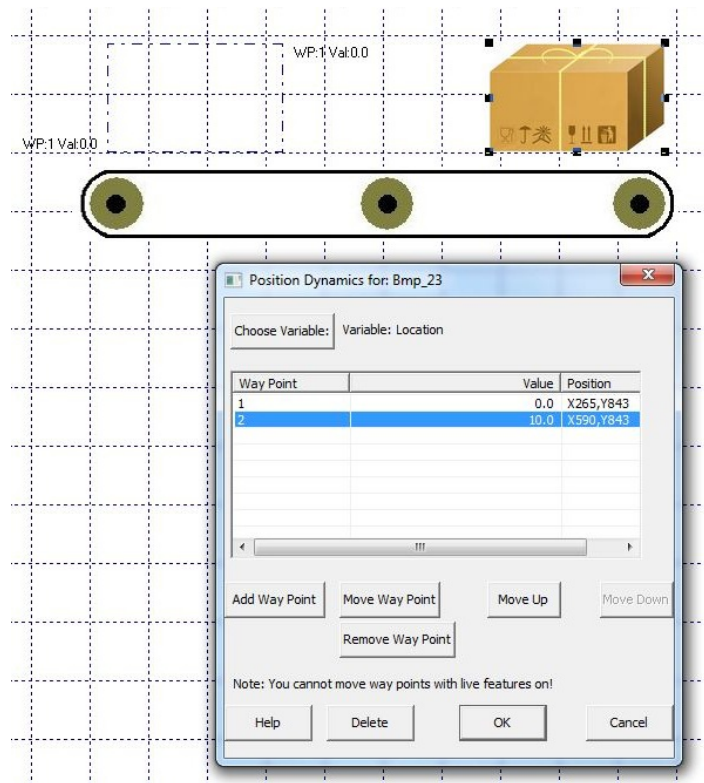 WP:1 Val:0.0
WP:1 Val:0.0
Position Dynamics for: Bmp_23
Choose Variable: Variable: Location
Way Point Value Position
1 0.0 X265,Y843
2 10.0 X590,Y843
Add Way Point Move Way Point Move Up Move Down
Remove Way Point
Note: You cannot move way points with live features on!
Help Delete OK Cancel